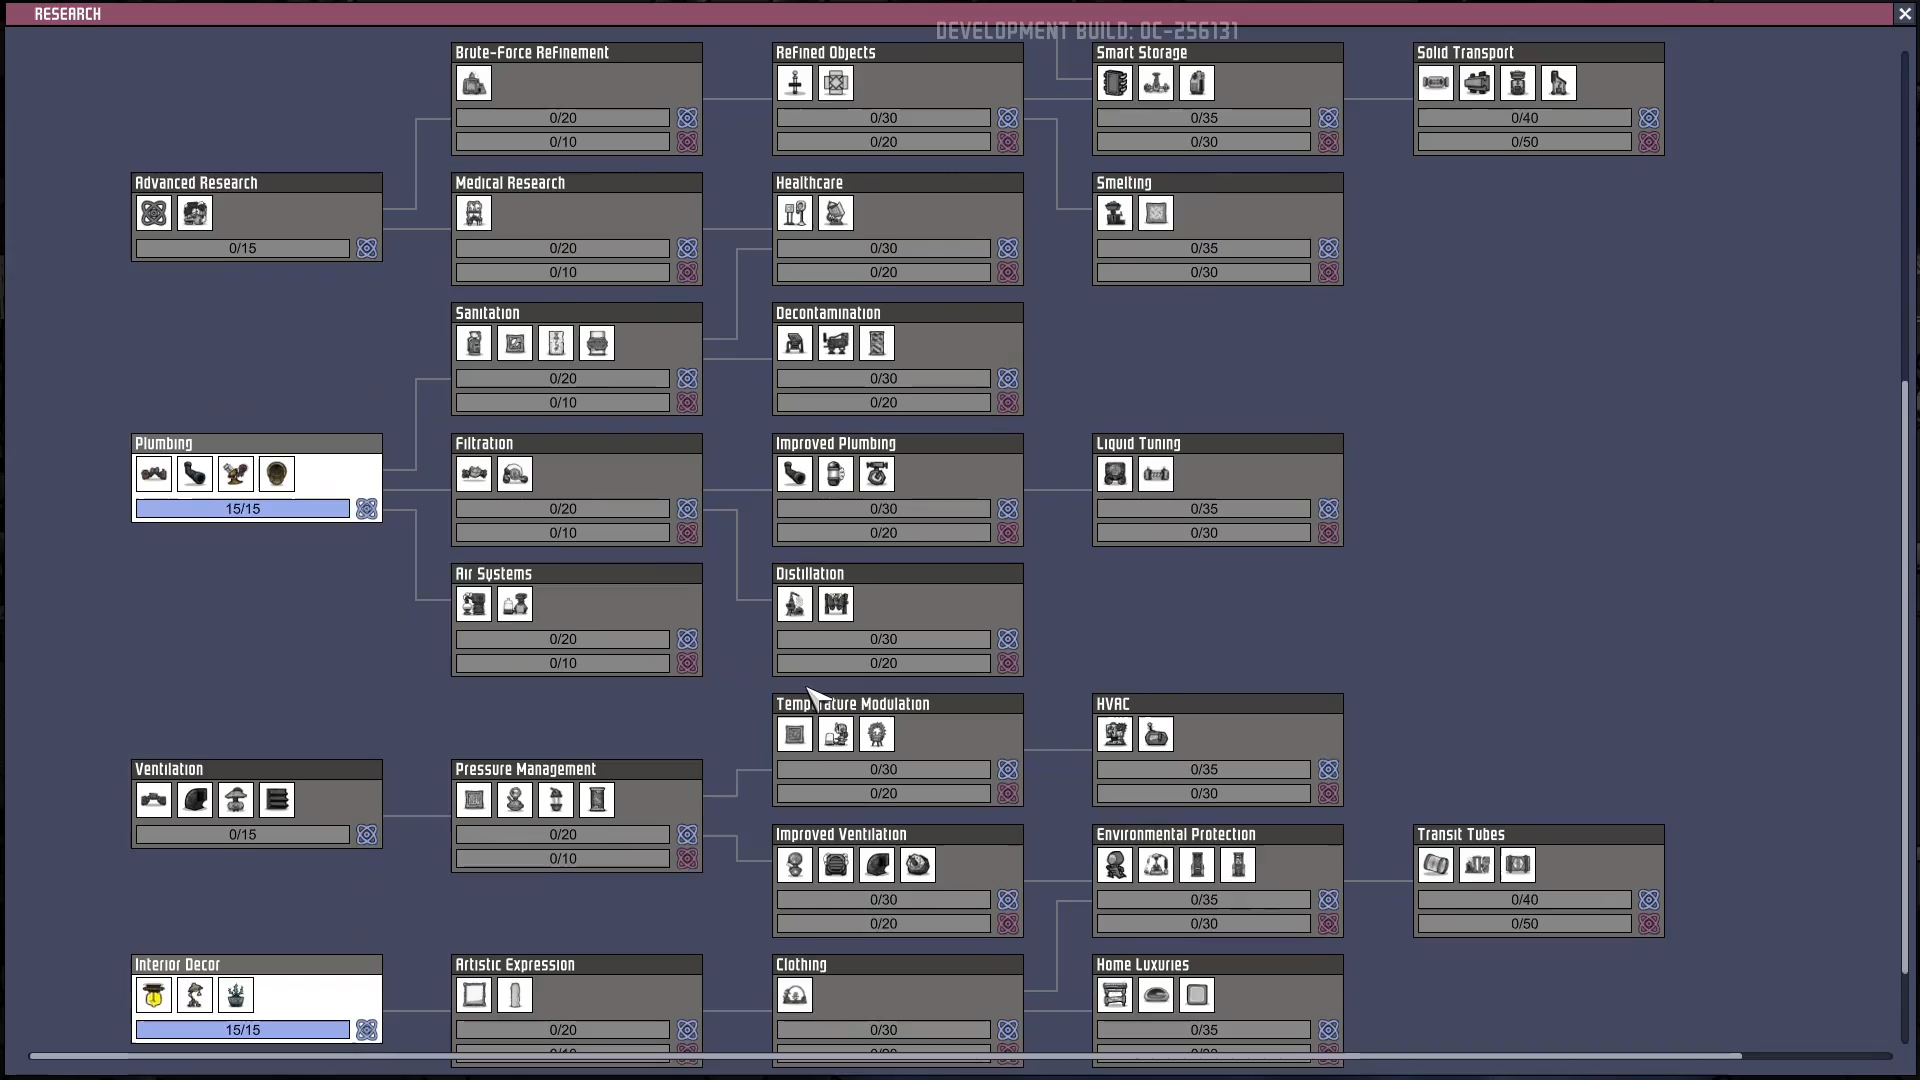 RESEARCH
DEVELOPMENT BUILD: OC-256131
Brute-Force Refinement
0/20
0/10
Refined Objects
0/30
0/20
Smart Storage
0/35
0/30
Solid Transport
0/40
0/50
Advanced Research
0/15
Medical Research
0/20
0/10
Healthcare
0/30
0/20
Smelting
0/35
0/30
Sanitation
0/20
0/10
Decontamination
0/30
0/20
Plumbing
15/15
Filtration
0/20
0/10
Improved Plumbing
0/30
0/20
Liquid Tuning
0/35
0/30
Air Systems
0/20
0/10
Distillation
0/30
0/20
Temperature Modulation
0/30
0/20
HVAC
0/35
0/30
Ventilation
0/15
Pressure Management
0/20
0/10
Improved Ventilation
0/30
0/20
Environmental Protection
0/35
0/30
Transit Tubes
0/40
0/50
Interior Decor
15/15
Artistic Expression
0/20
Clothing
0/30
Home Luxuries
0/35